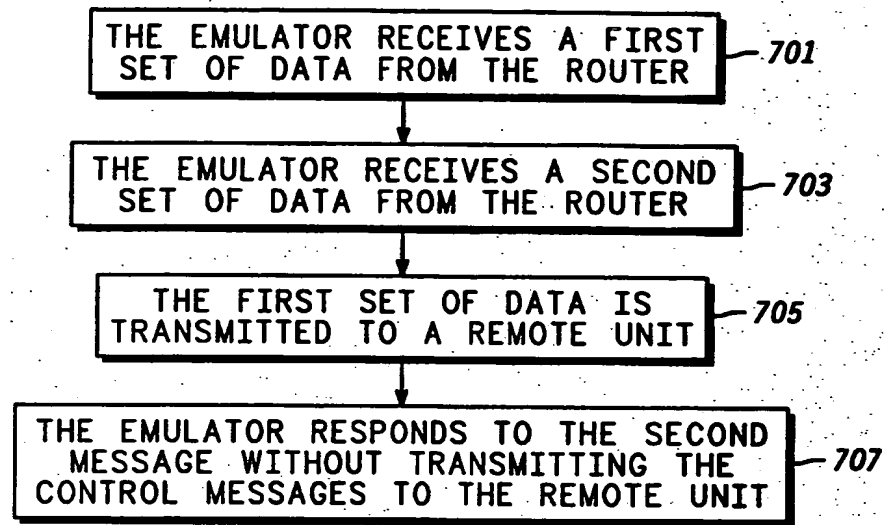 THE EMULATOR RECEIVES A FIRST
SET OF DATA FROM THE ROUTER
701
THE EMULATOR RECEIVES A SECOND
SET OF DATA FROM THE ROUTER
703
THE FIRST SET OF DATA IS
TRANSMITTED TO A REMOTE UNIT
705
THE EMULATOR RESPONDS TO THE SECOND
MESSAGE WITHOUT TRANSMITTING THE
CONTROL MESSAGES TO THE REMOTE UNIT
707